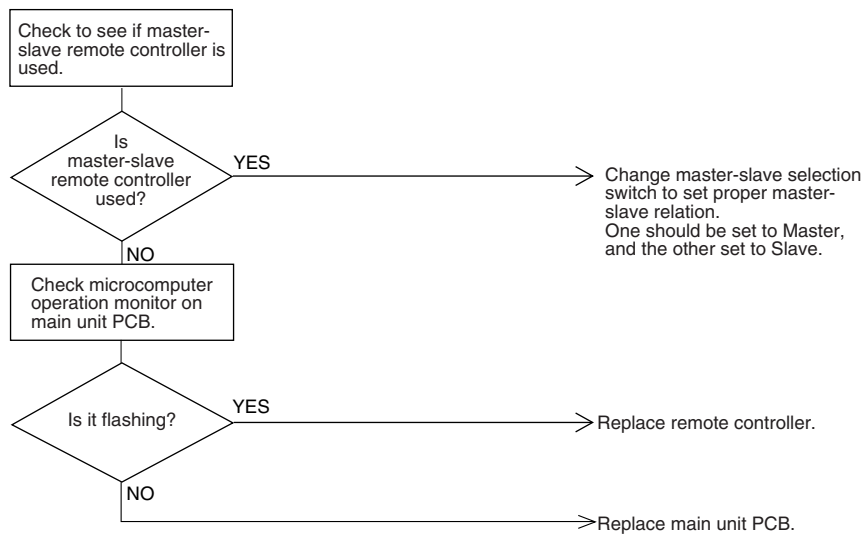 Check to see if master-
slave remote controller is
used.
Is
master-slave
remote controller
used?
YES
Change master-slave selection
switch to set proper master-
slave relation.
One should be set to Master,
and the other set to Slave.
NO
Check microcomputer
operation monitor on
main unit PCB.
Is it flashing?
YES
Replace remote controller.
NO
Replace main unit PCB.